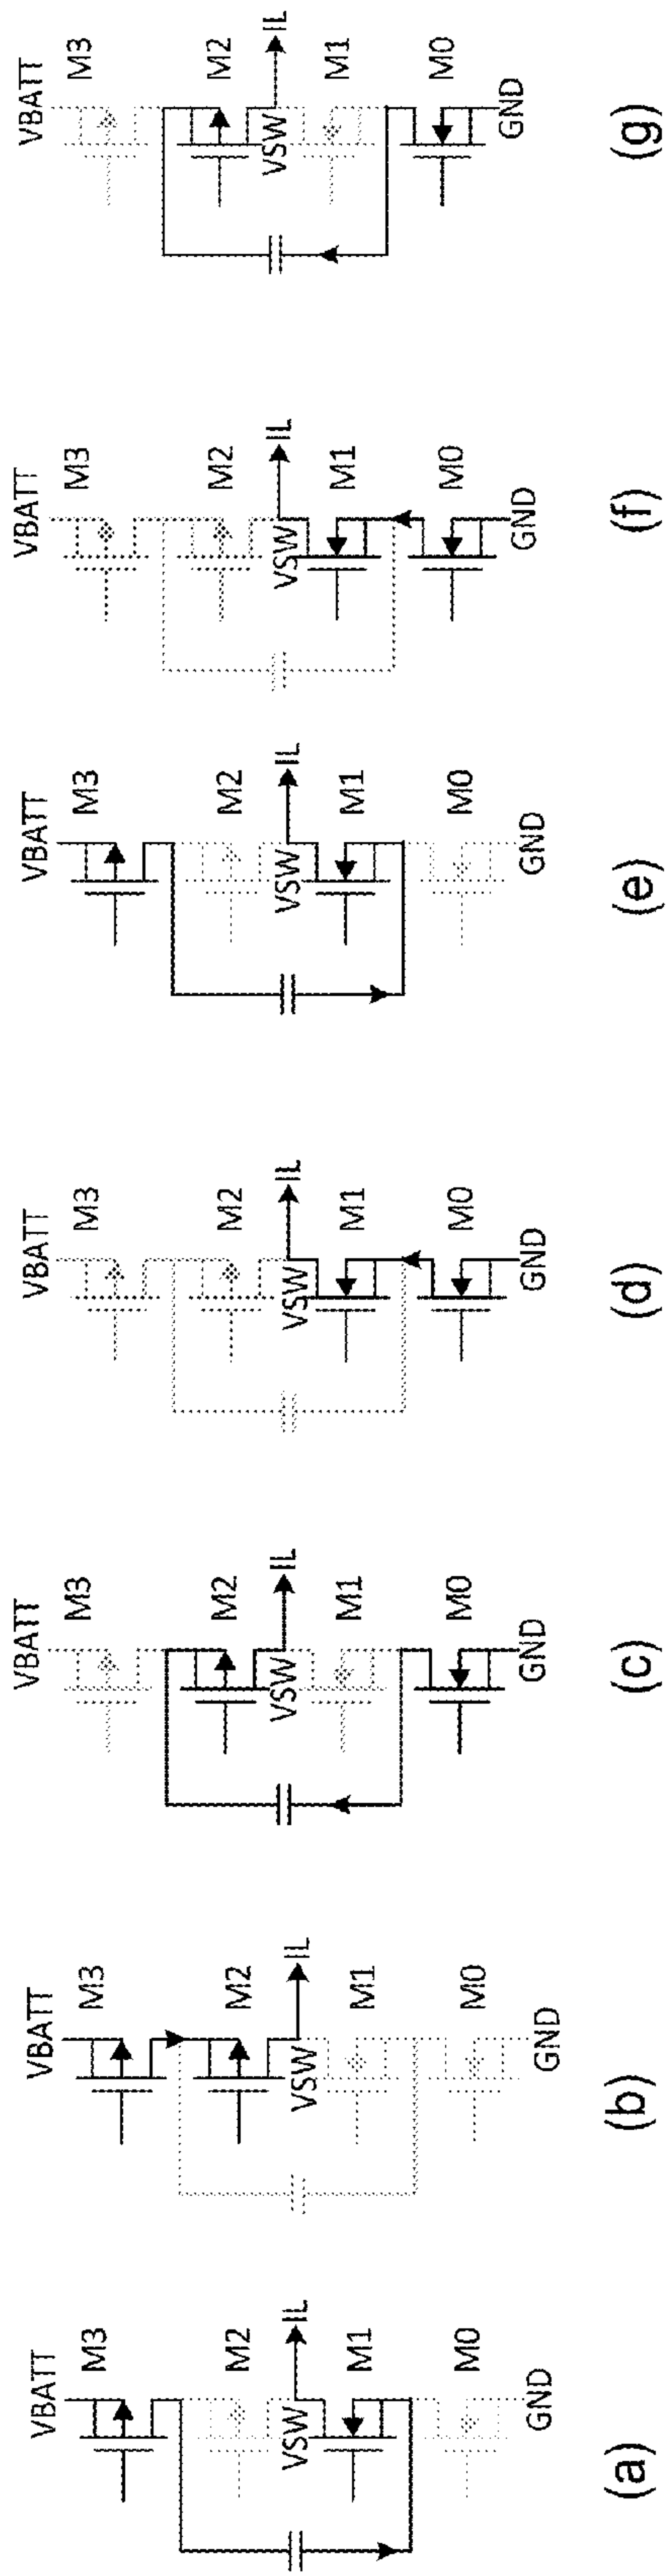 VBATT
M3
M2
IL
VSW
M1
M0
GND
(g)
VBATT
M3
M2
IL
VSW
M1
M0
GND
(f)
VBATT
M3
M2
IL
VSW
M1
M0
GND
(e)
VBATT
M3
M2
IL
VSW
M1
M0
GND
(d)
VBATT
M3
M2
IL
VSW
M1
M0
GND
(c)
VBATT
M3
M2
IL
VSW
M1
M0
GND
(b)
VBATT
M3
M2
IL
VSW
M1
M0
GND
(a)